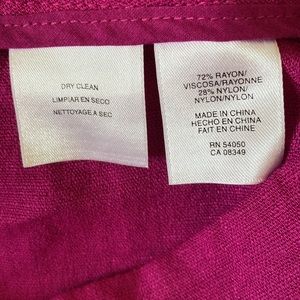 DRY CLEAN
LIMPIAR EN SECO
NETTOYAGE A SEC
72% RAYON/
VISCOSA/RAYONNE
28% NYLON/
NYLON/NYLON
MADE IN CHINA
HECHO EN CHINA
FAIT EN CHINE
RN 54050
CA 08349